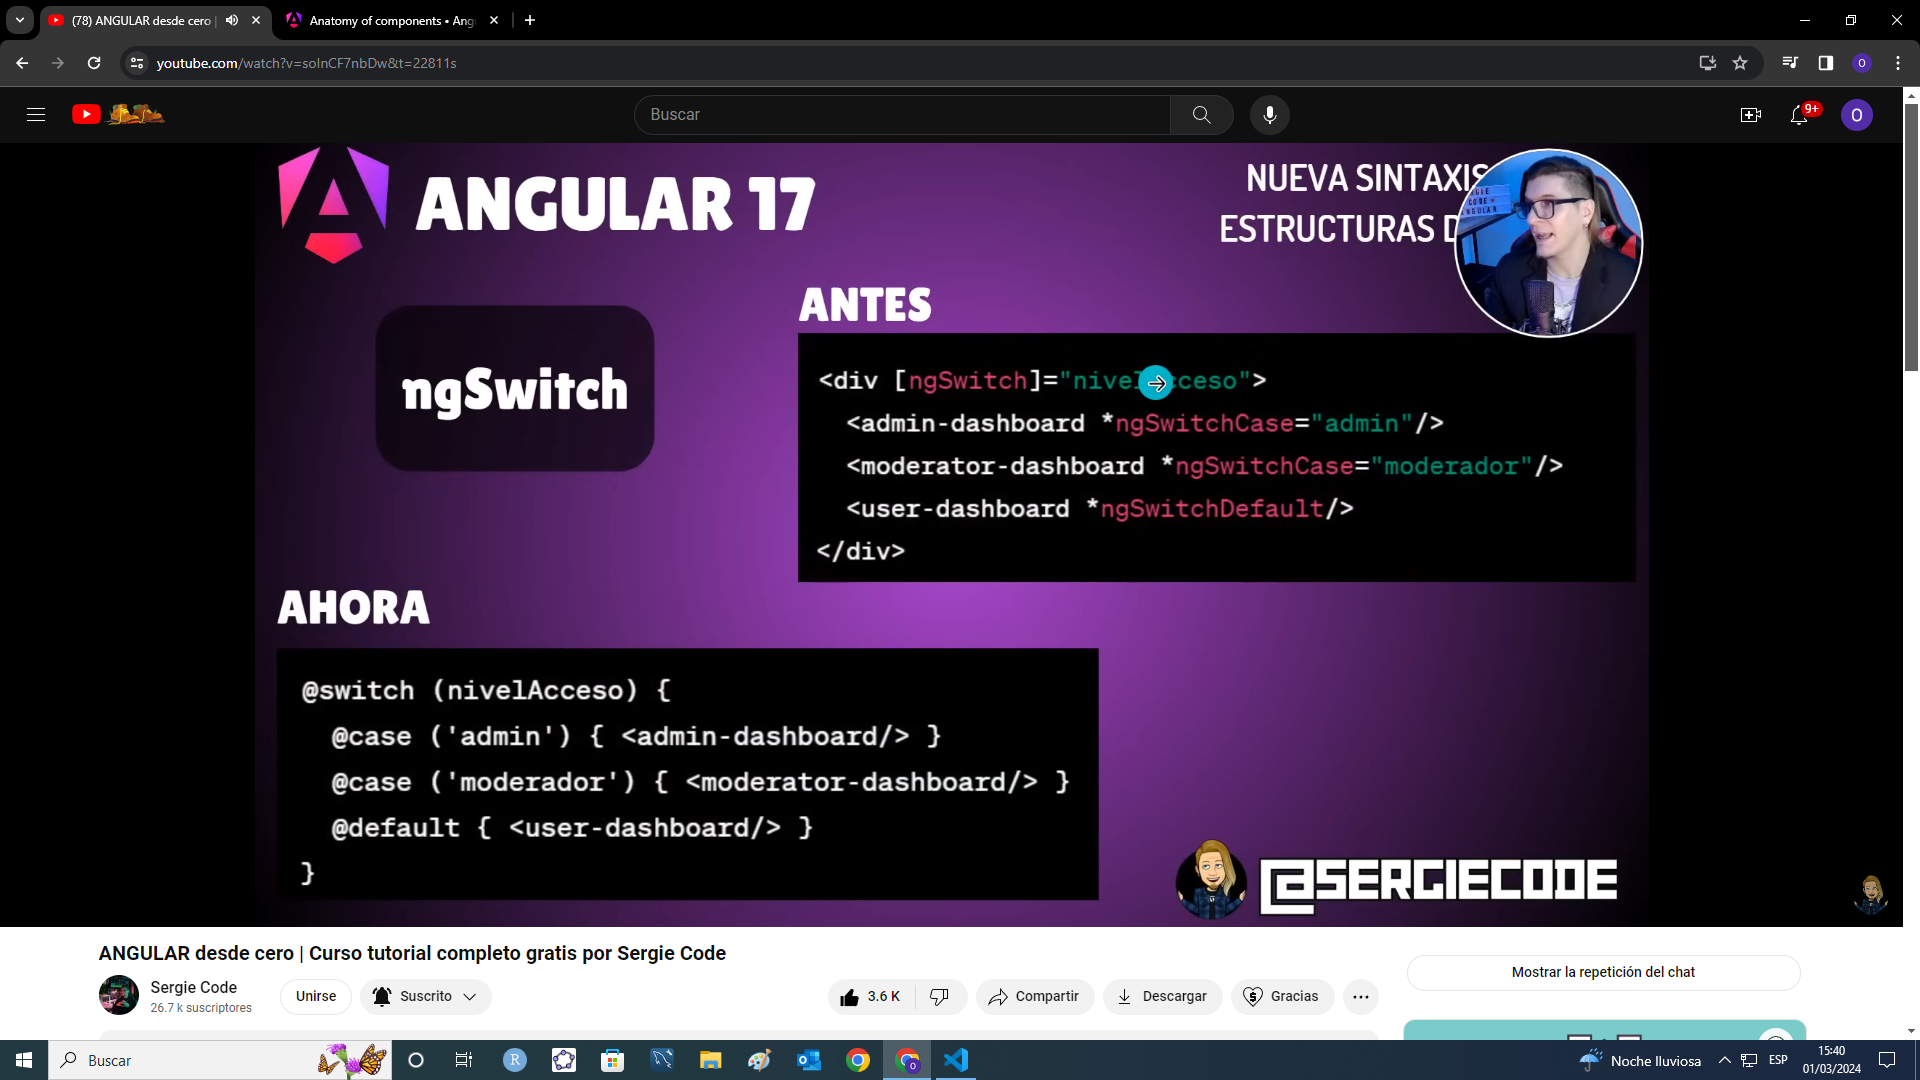 (78) ANGULAR desde cero |
Anatomy of components • Ang
youtube.com/watch?v=soInCF7nbDw&t=22811s
O
Buscar
9+
O
ANGULAR 17
NUEVA SINTAXIS
ESTRUCTURAS D
ngSwitch
ANTES
<div [ngSwitch]="nivelAcceso">
<admin-dashboard *ngSwitchCase="admin"/>
<moderator-dashboard *ngSwitchCase="moderador"/>
<user-dashboard *ngSwitchDefault/>
</div>
AHORA
@switch (nivelAcceso) {
@case ('admin') { <admin-dashboard/> }
@case ('moderador') { <moderator-dashboard/> }
@default { <user-dashboard/> }
}
@SERGIECODE
ANGULAR desde cero | Curso tutorial completo gratis por Sergie Code
Sergie Code
26.7 k suscriptores
Unirse
Suscrito
3.6 K
Compartir
Descargar
Gracias
Mostrar la repetición del chat
Buscar
Noche lluviosa
ESP
15:40
01/03/2024